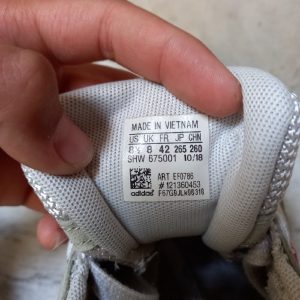 MADE IN VIETNAM
US UK FR JP CHN
8½ 8 42 265 260
SHW 675001 10/18
ART EF0786
# 121360453
adidas